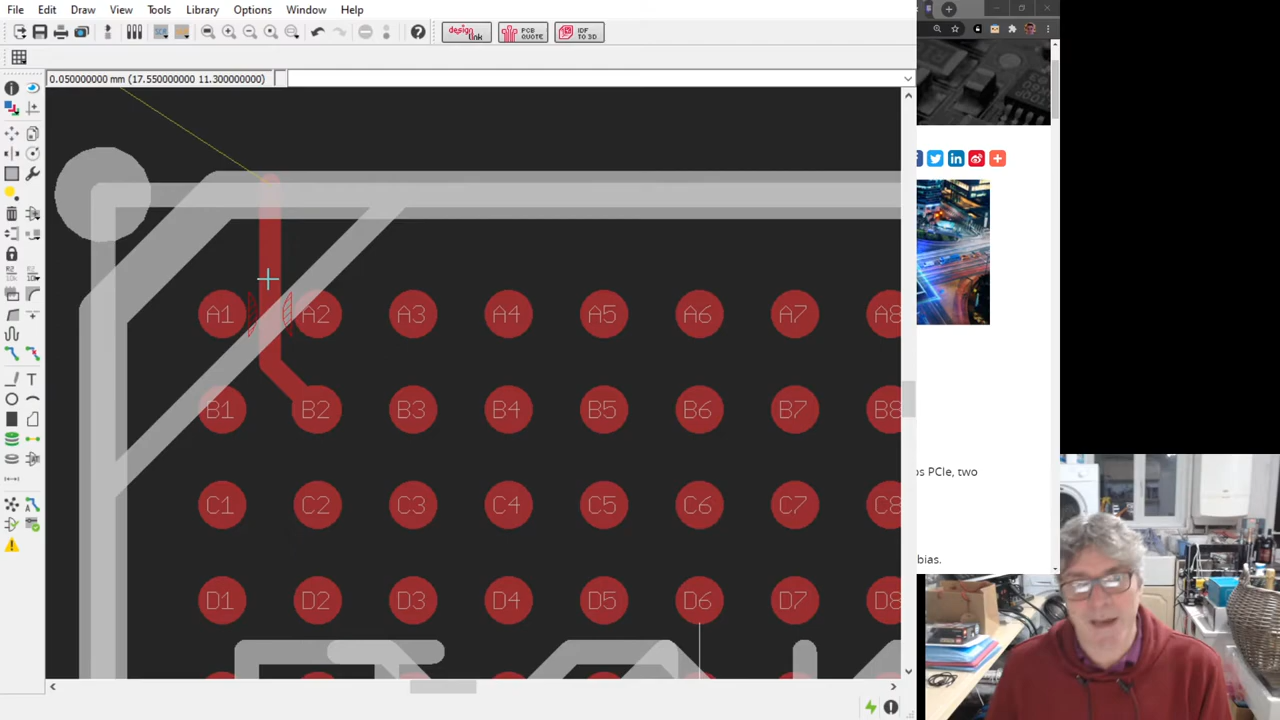 File Edit Draw View Tools Library Options Window Help
design link PCB QUOTE IDF TO 3D
0.050000000 mm (17.550000000 11.300000000)
A1 A2 A3 A4 A5 A6 A7 A8
B1 B2 B3 B4 B5 B6 B7 B8
os PCIe, two
C1 C2 C3 C4 C5 C6 C7 C8
bias.
D1 D2 D3 D4 D5 D6 D7 D8